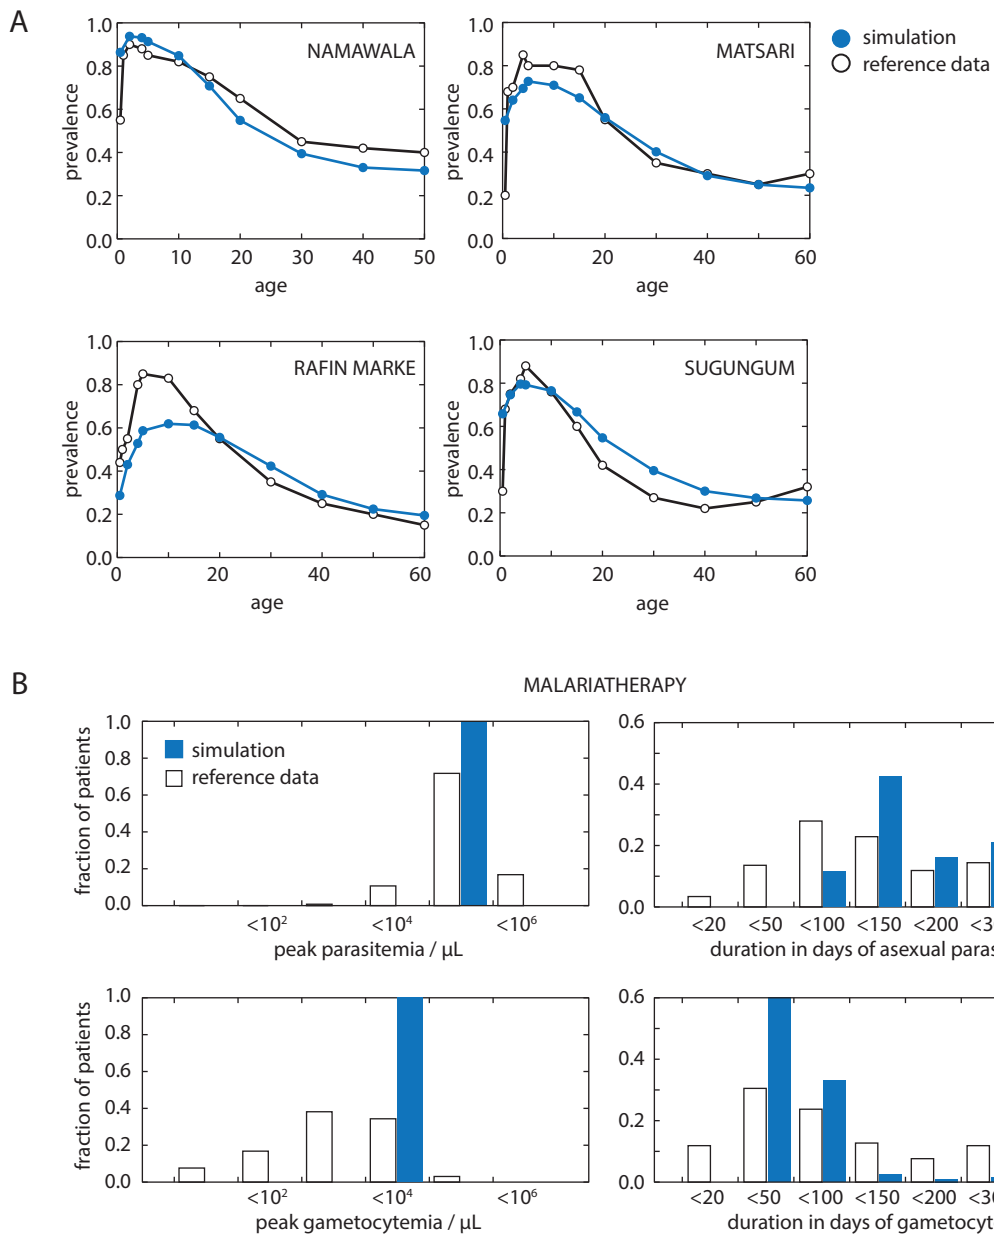 A
NAMAWALA
prevalence
1.0
0.8
0.6
0.4
0.2
0.0
0 10 20 30 40 50
age
MATSARI
prevalence
1.0
0.8
0.6
0.4
0.2
0.0
0 20 40 60
age
simulation
reference data
RAFIN MARKE
prevalence
1.0
0.8
0.6
0.4
0.2
0.0
0 20 40 60
age
SUGUNGUM
prevalence
1.0
0.8
0.6
0.4
0.2
0.0
0 20 40 60
age
B
MALARIATHERAPY
simulation
reference data
fraction of patients
1.0
0.8
0.6
0.4
0.2
0.0
<10² <10⁴ <10⁶
peak parasitemia / µL
0.6
0.4
0.2
0.0
<20 <50 <100 <150 <200 <3
duration in days of asexual paras
fraction of patients
1.0
0.8
0.6
0.4
0.2
0.0
<10² <10⁴ <10⁶
peak gametocytemia / µL
0.6
0.4
0.2
0.0
<20 <50 <100 <150 <200 <30
duration in days of gametocyt